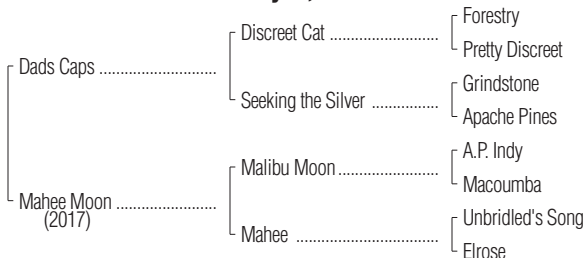 Forestry
Discreet Cat ......................
Pretty Discreet
Dads Caps ........................
Grindstone
Seeking the Silver .............
Apache Pines
A.P. Indy
Malibu Moon....................
Macoumba
Mahee Moon ....................
(2017)
Unbridled's Song
Mahee .............................
Elrose